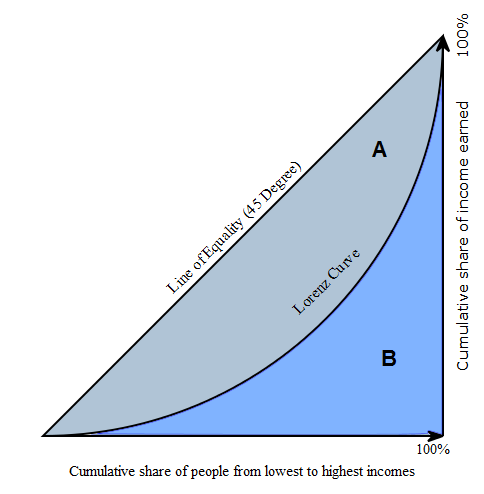 100%
Cumulative share of income earned
A
Line of Equality (45 Degree)
Lorenz Curve
B
100%
Cumulative share of people from lowest to highest incomes